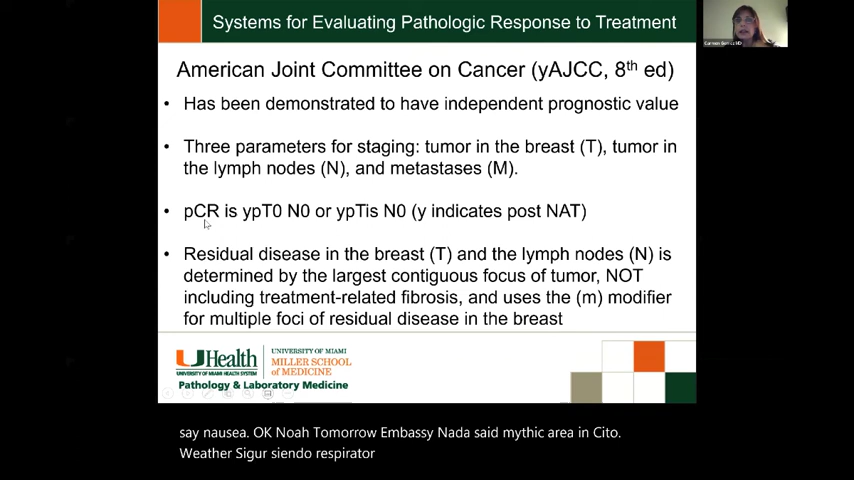 Systems for Evaluating Pathologic Response to Treatment
American Joint Committee on Cancer (yAJCC, 8th ed)
• Has been demonstrated to have independent prognostic value
• Three parameters for staging: tumor in the breast (T), tumor in
the lymph nodes (N), and metastases (M).
• pCR is ypT0 N0 or ypTis N0 (y indicates post NAT)
• Residual disease in the breast (T) and the lymph nodes (N) is
determined by the largest contiguous focus of tumor, NOT
including treatment-related fibrosis, and uses the (m) modifier
for multiple foci of residual disease in the breast
UHealth
UNIVERSITY OF MIAMI HEALTH SYSTEM
UNIVERSITY OF MIAMI
MILLER SCHOOL
of MEDICINE
Pathology & Laboratory Medicine
say nausea. OK Noah Tomorrow Embassy Nada said mythic area in Cito.
Weather Sigur siendo respirator